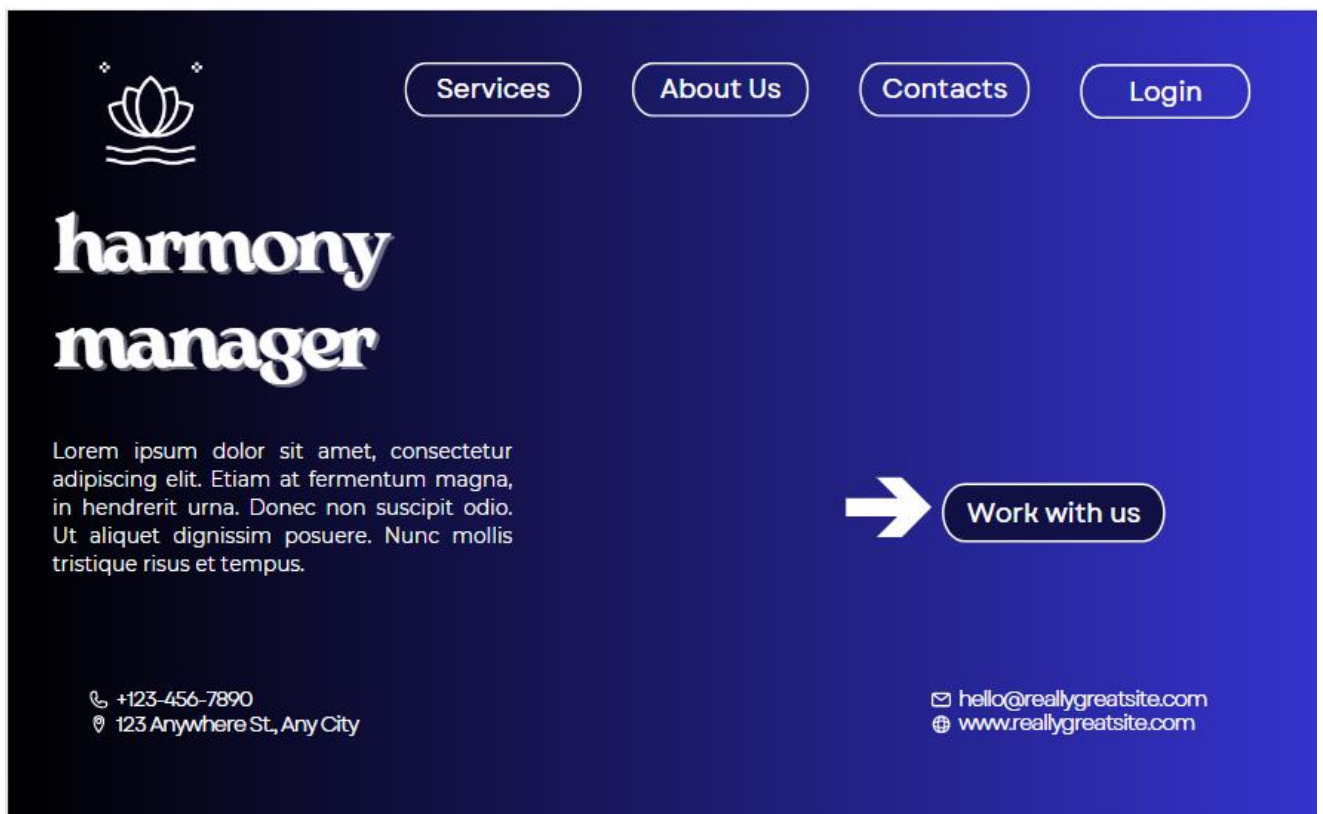 Services
About Us
Contacts
Login
harmony
manager
Lorem ipsum dolor sit amet, consectetur
adipiscing elit. Etiam at fermentum magna,
in hendrerit urna. Donec non suscipit odio.
Ut aliquet dignissim posuere. Nunc mollis
tristique risus et tempus.
Work with us
+123-456-7890
123 Anywhere St., Any City
hello@reallygreatsite.com
www.reallygreatsite.com